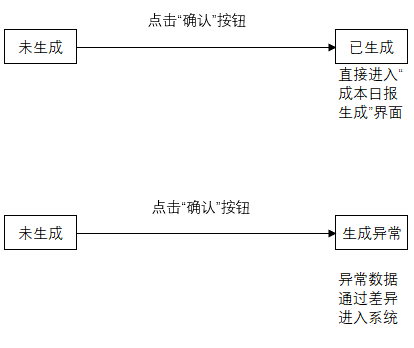 点击“确认”按钮
未生成
已生成
直接进入“
成本日报
生成”界面
点击“确认”按钮
未生成
生成异常
异常数据
通过差异
进入系统